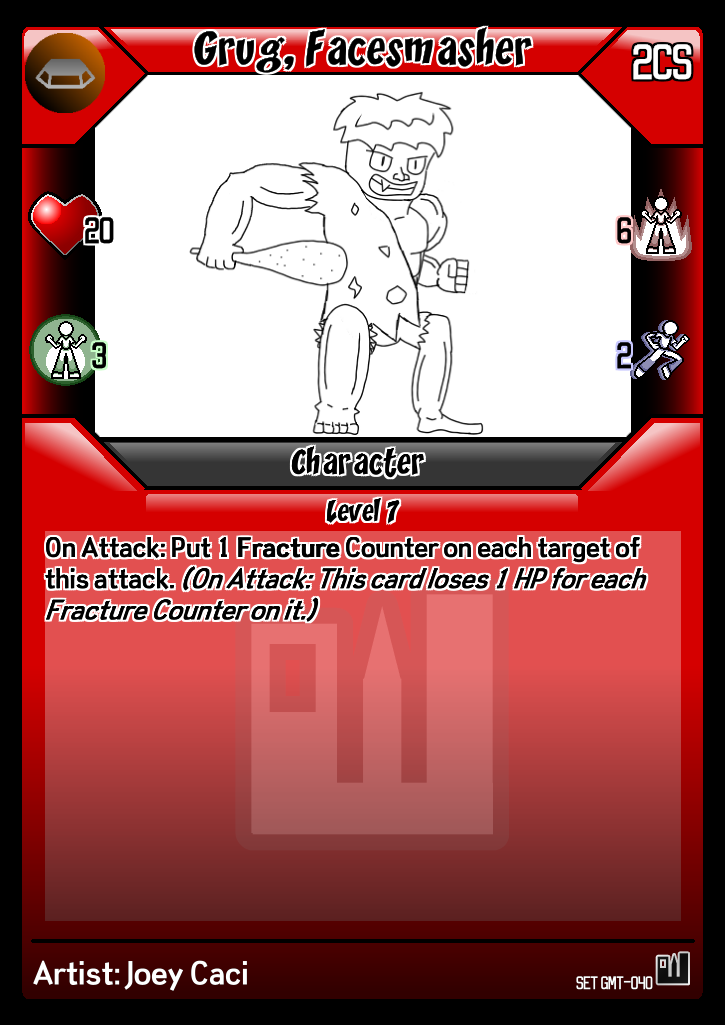 Grug, Facesmasher
2CS
20
6
3
2
Character
Level 7
On Attack: Put 1 Fracture Counter on each target of
this attack. (On Attack: This card loses 1 HP for each
Fracture Counter on it.)
Artist: Joey Caci
SET GMT-040